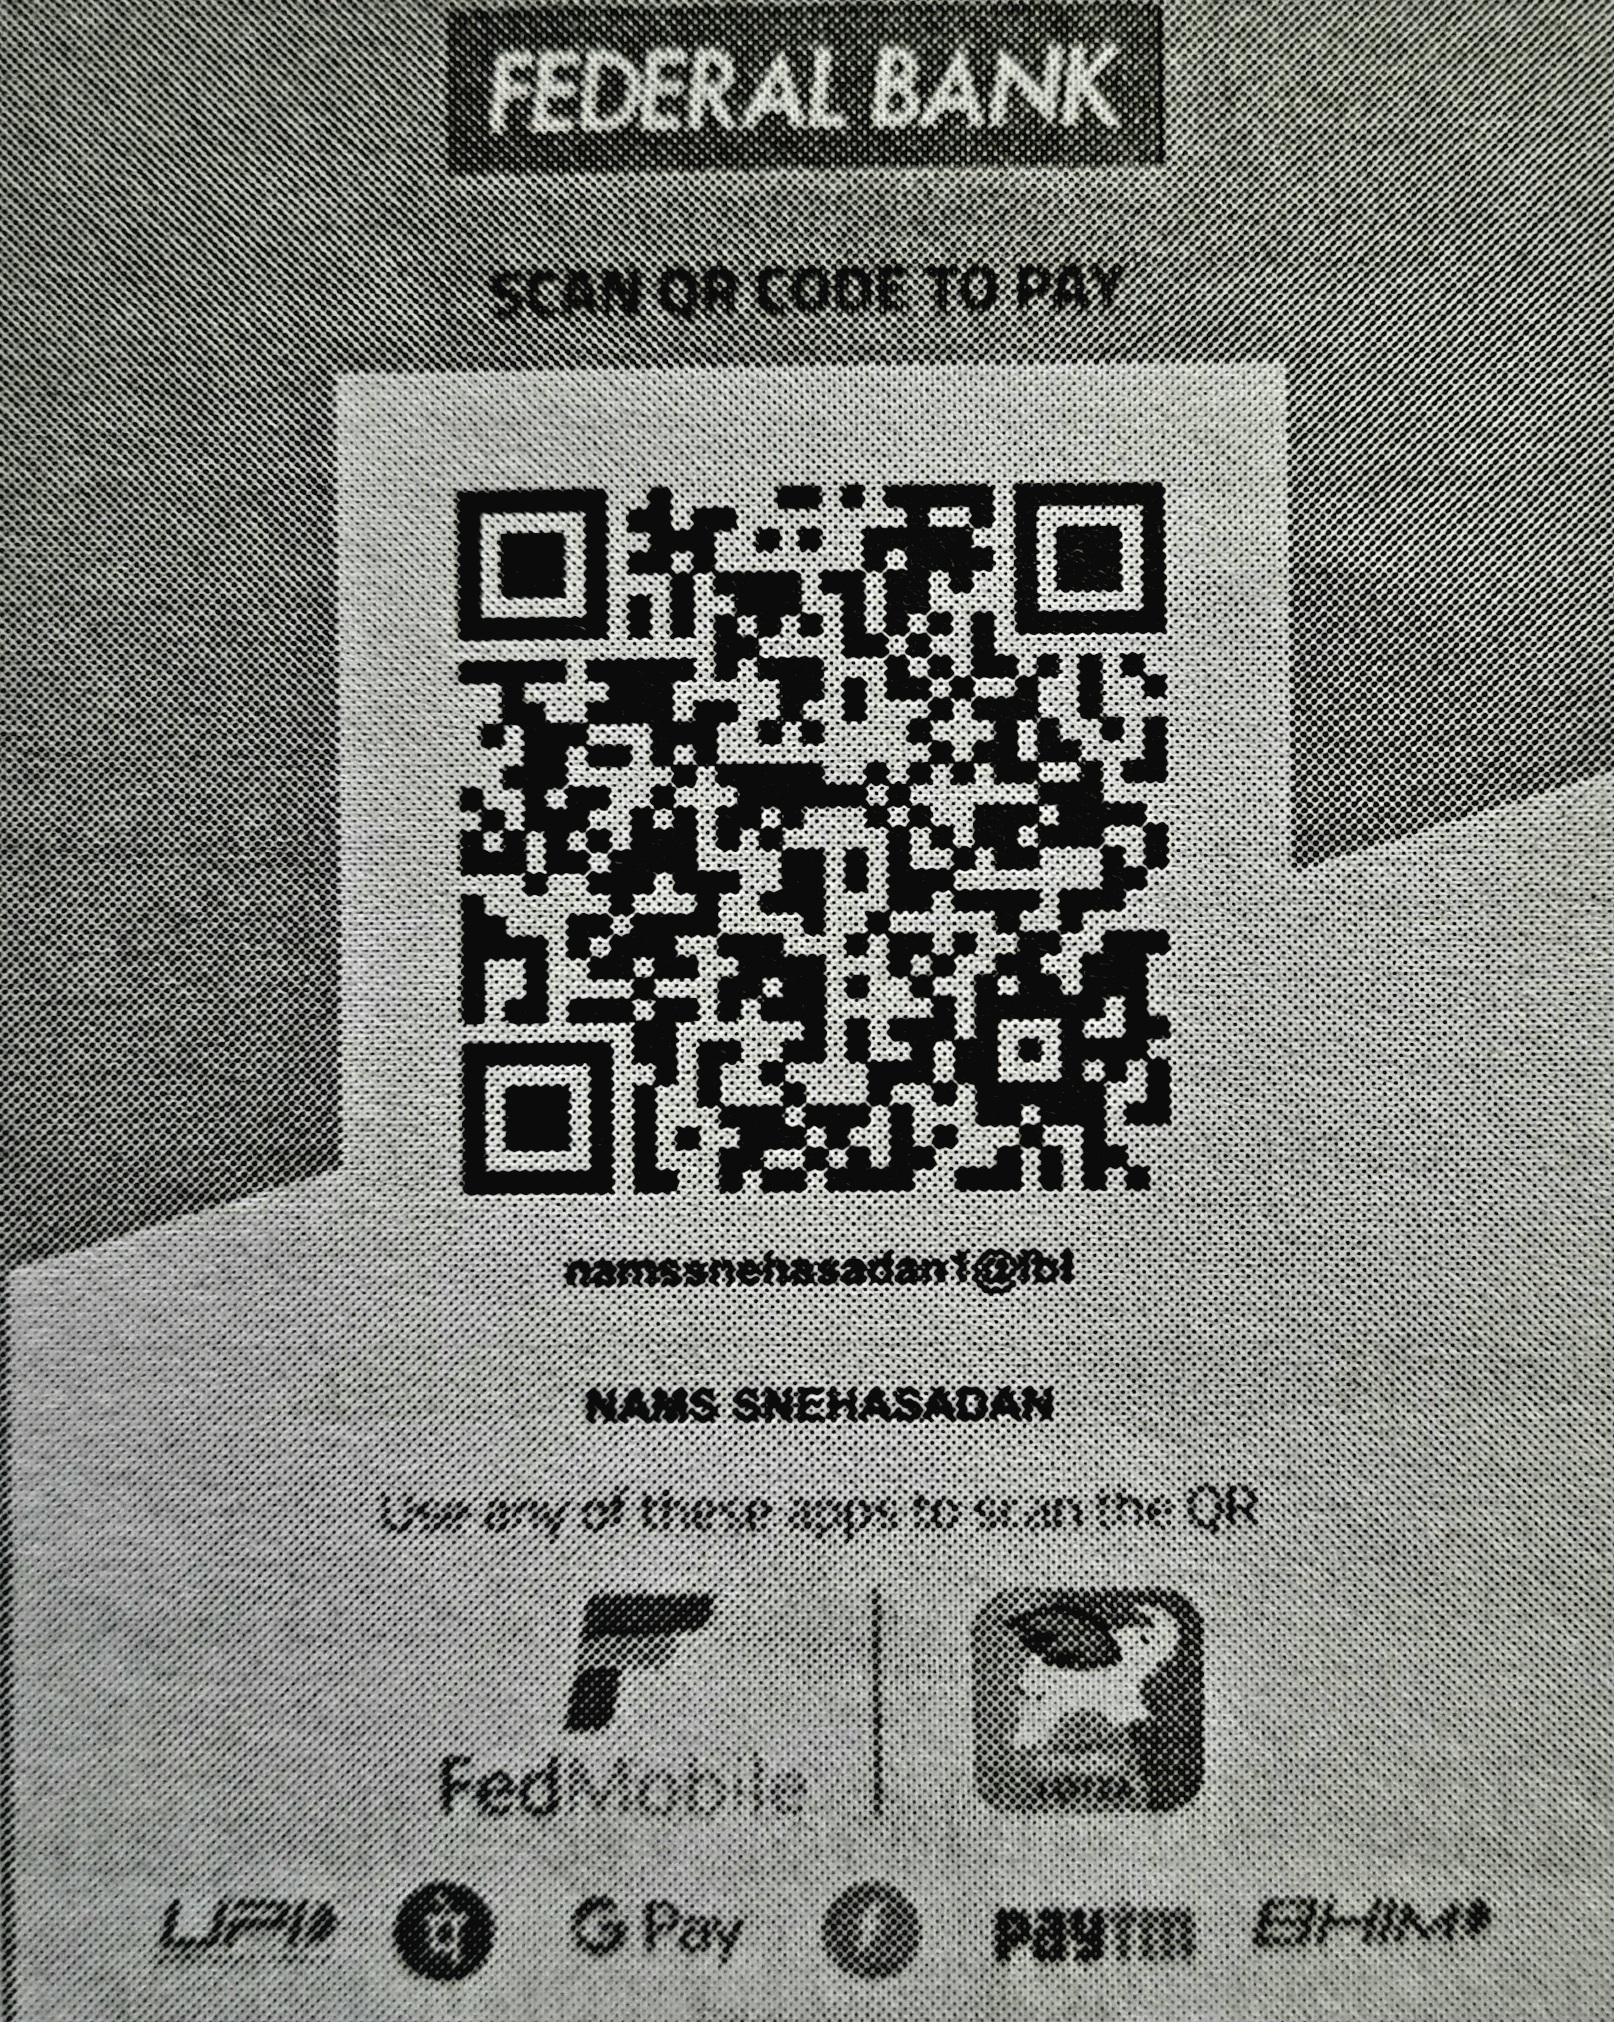 FEDERAL BANK
SCAN QR CODE TO PAY
namssnehasadan1@fbl
NAMS SNEHASADAN
Use any of these apps to scan the QR
FedMobile
UPI GPay paytm BHIM